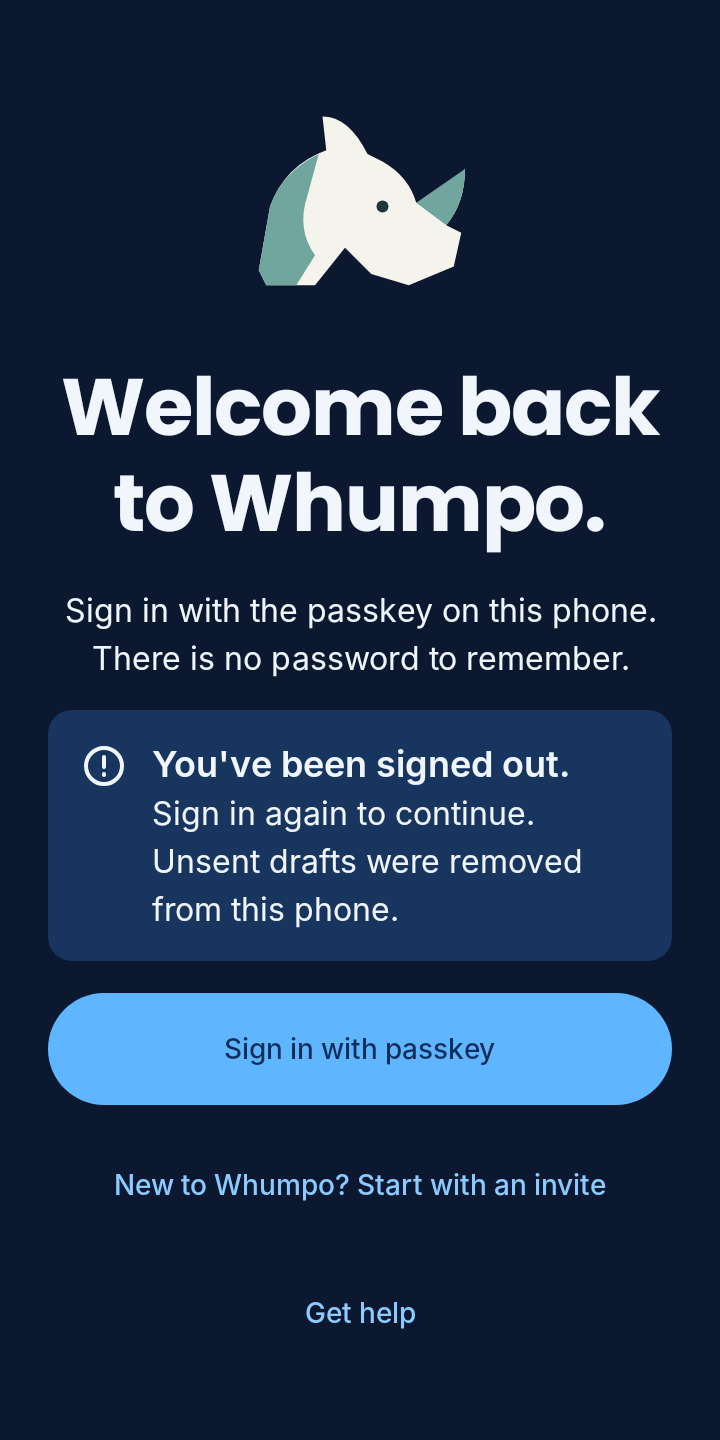 Welcome back
to Whumpo.
Sign in with the passkey on this phone.
There is no password to remember.
You've been signed out.
Sign in again to continue.
Unsent drafts were removed
from this phone.
Sign in with passkey
New to Whumpo? Start with an invite
Get help